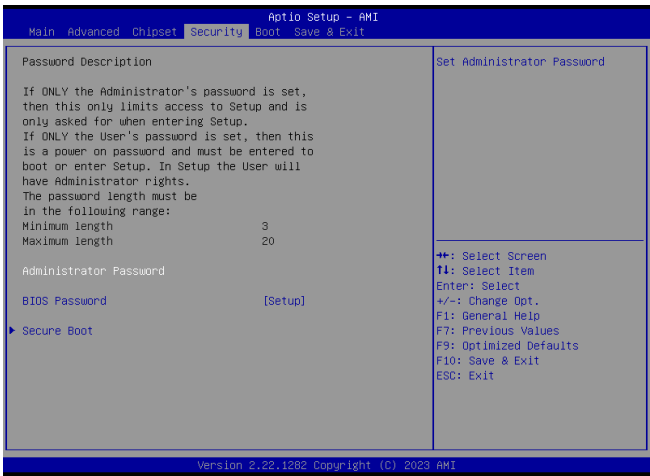 Aptio Setup – AMI
Main Advanced Chipset Security Boot Save & Exit
Password Description
If ONLY the Administrator's password is set,
then this only limits access to Setup and is
only asked for when entering Setup.
If ONLY the User's password is set, then this
is a power on password and must be entered to
boot or enter Setup. In Setup the User will
have Administrator rights.
The password length must be
in the following range:
Minimum length 3
Maximum length 20
Administrator Password
BIOS Password [Setup]
Secure Boot
Set Administrator Password
→←: Select Screen
↑↓: Select Item
Enter: Select
+/-: Change Opt.
F1: General Help
F7: Previous Values
F9: Optimized Defaults
F10: Save & Exit
ESC: Exit
Version 2.22.1282 Copyright (C) 2023 AMI